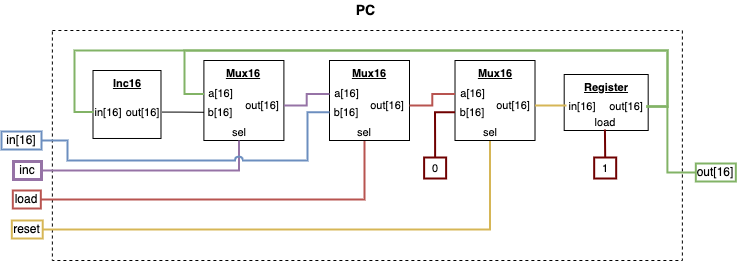 PC
Inc16
in[16] out[16]
Mux16
a[16]
b[16]
out[16]
sel
Mux16
a[16]
b[16]
out[16]
sel
Mux16
a[16]
b[16]
out[16]
sel
Register
in[16] out[16]
load
in[16]
inc
load
reset
0
1
out[16]